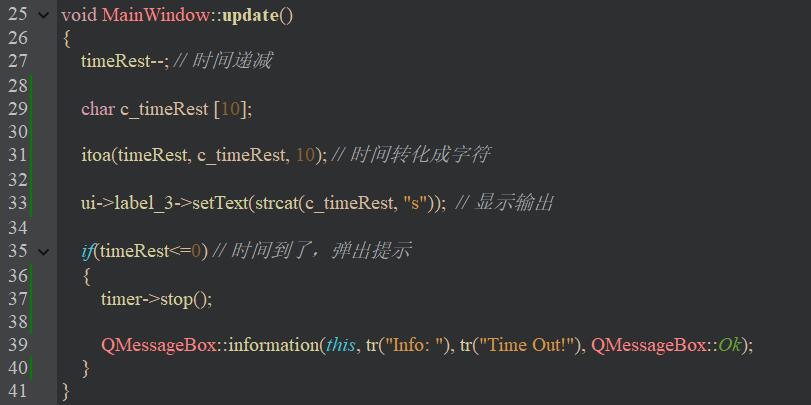 25 void MainWindow::update()
26 {
27 timeRest--; // 时间递减
28
29 char c_timeRest [10];
30
31 itoa(timeRest, c_timeRest, 10); // 时间转化成字符
32
33 ui->label_3->setText(strcat(c_timeRest, "s")); // 显示输出
34
35 if(timeRest<=0) // 时间到了，弹出提示
36 {
37 timer->stop();
38
39 QMessageBox::information(this, tr("Info: "), tr("Time Out!"), QMessageBox::Ok);
40 }
41 }